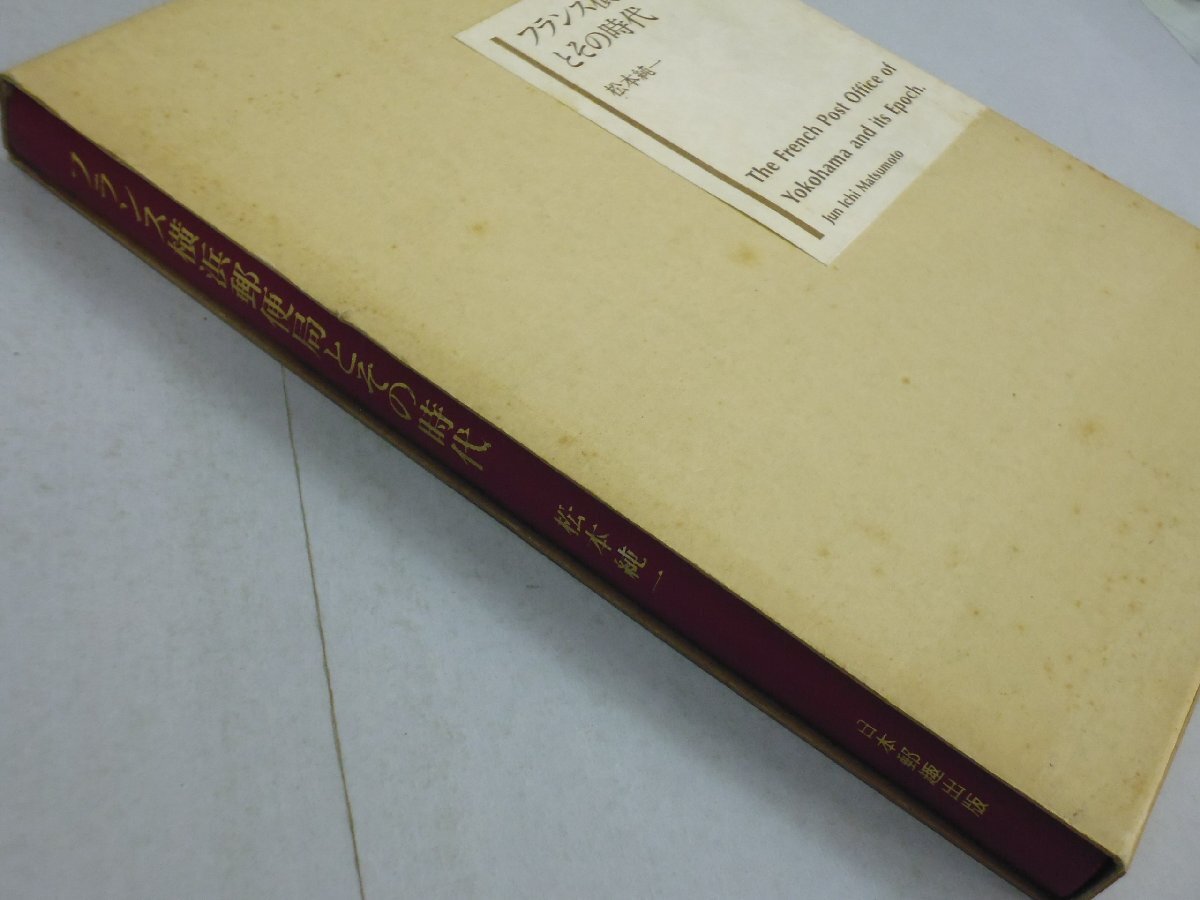 フランス横
とその時代
松本純一
The French Post Office of
Yokohama and its Epoch.
Jun Ichi Matsumoto
フランス横浜郵便局とその時代
松本純一
日本郵趣出版